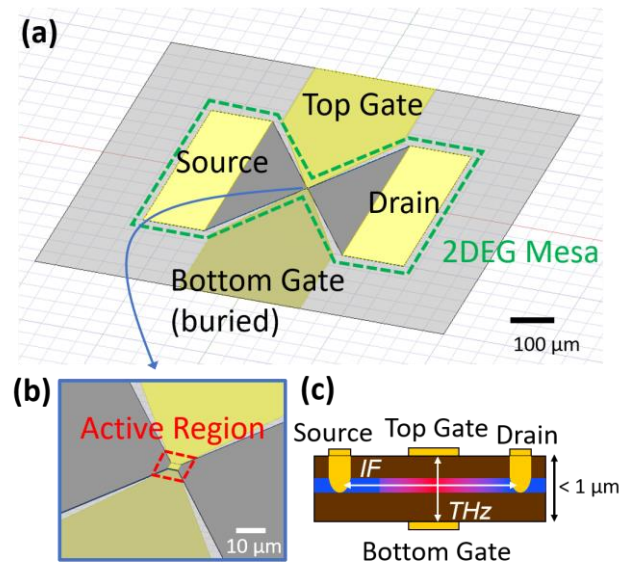 (a)
Top Gate
Source
Drain
2DEG Mesa
Bottom Gate
(buried)
100 µm
(b)
Active Region
10 µm
(c)
Source Top Gate Drain
IF
THz
< 1 µm
Bottom Gate